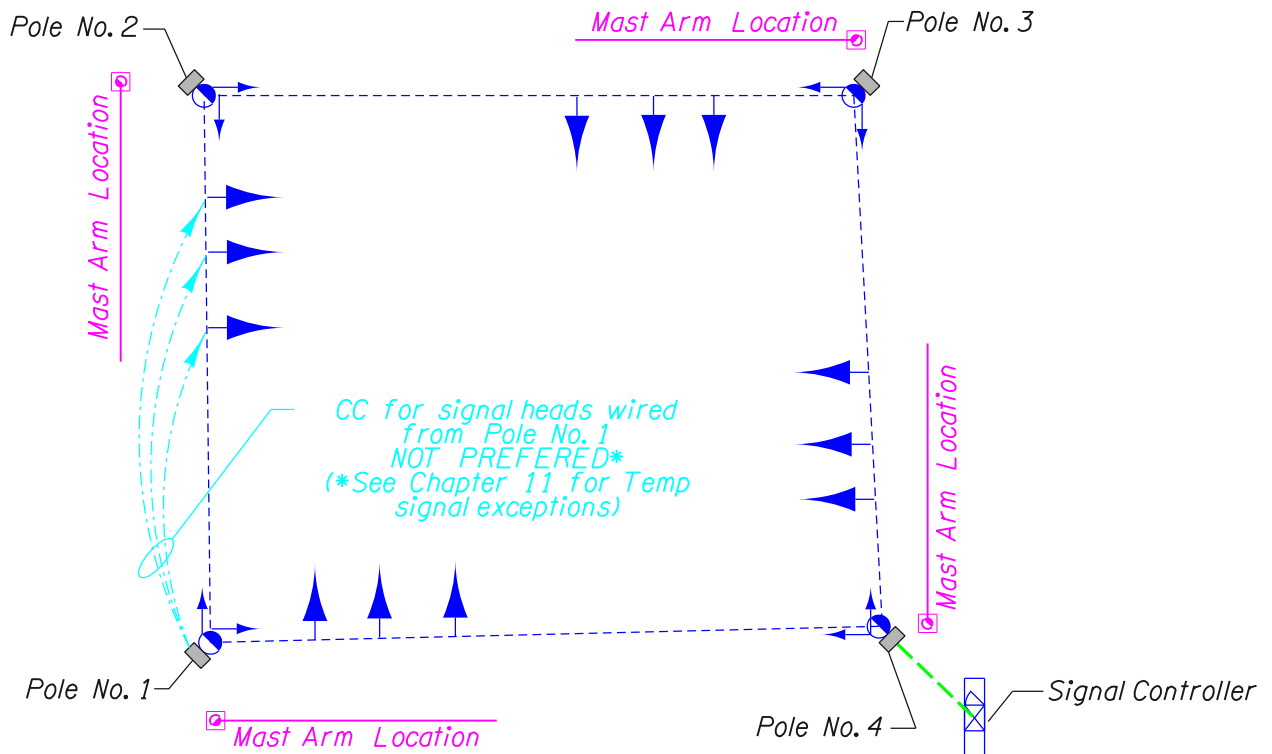 Pole No. 2
Mast Arm Location
Pole No. 3
Mast Arm Location
CC for signal heads wired
from Pole No. 1
NOT PREFERED*
(*See Chapter 11 for Temp
signal exceptions)
Mast Arm Location
Pole No. 1
Mast Arm Location
Pole No. 4
Signal Controller